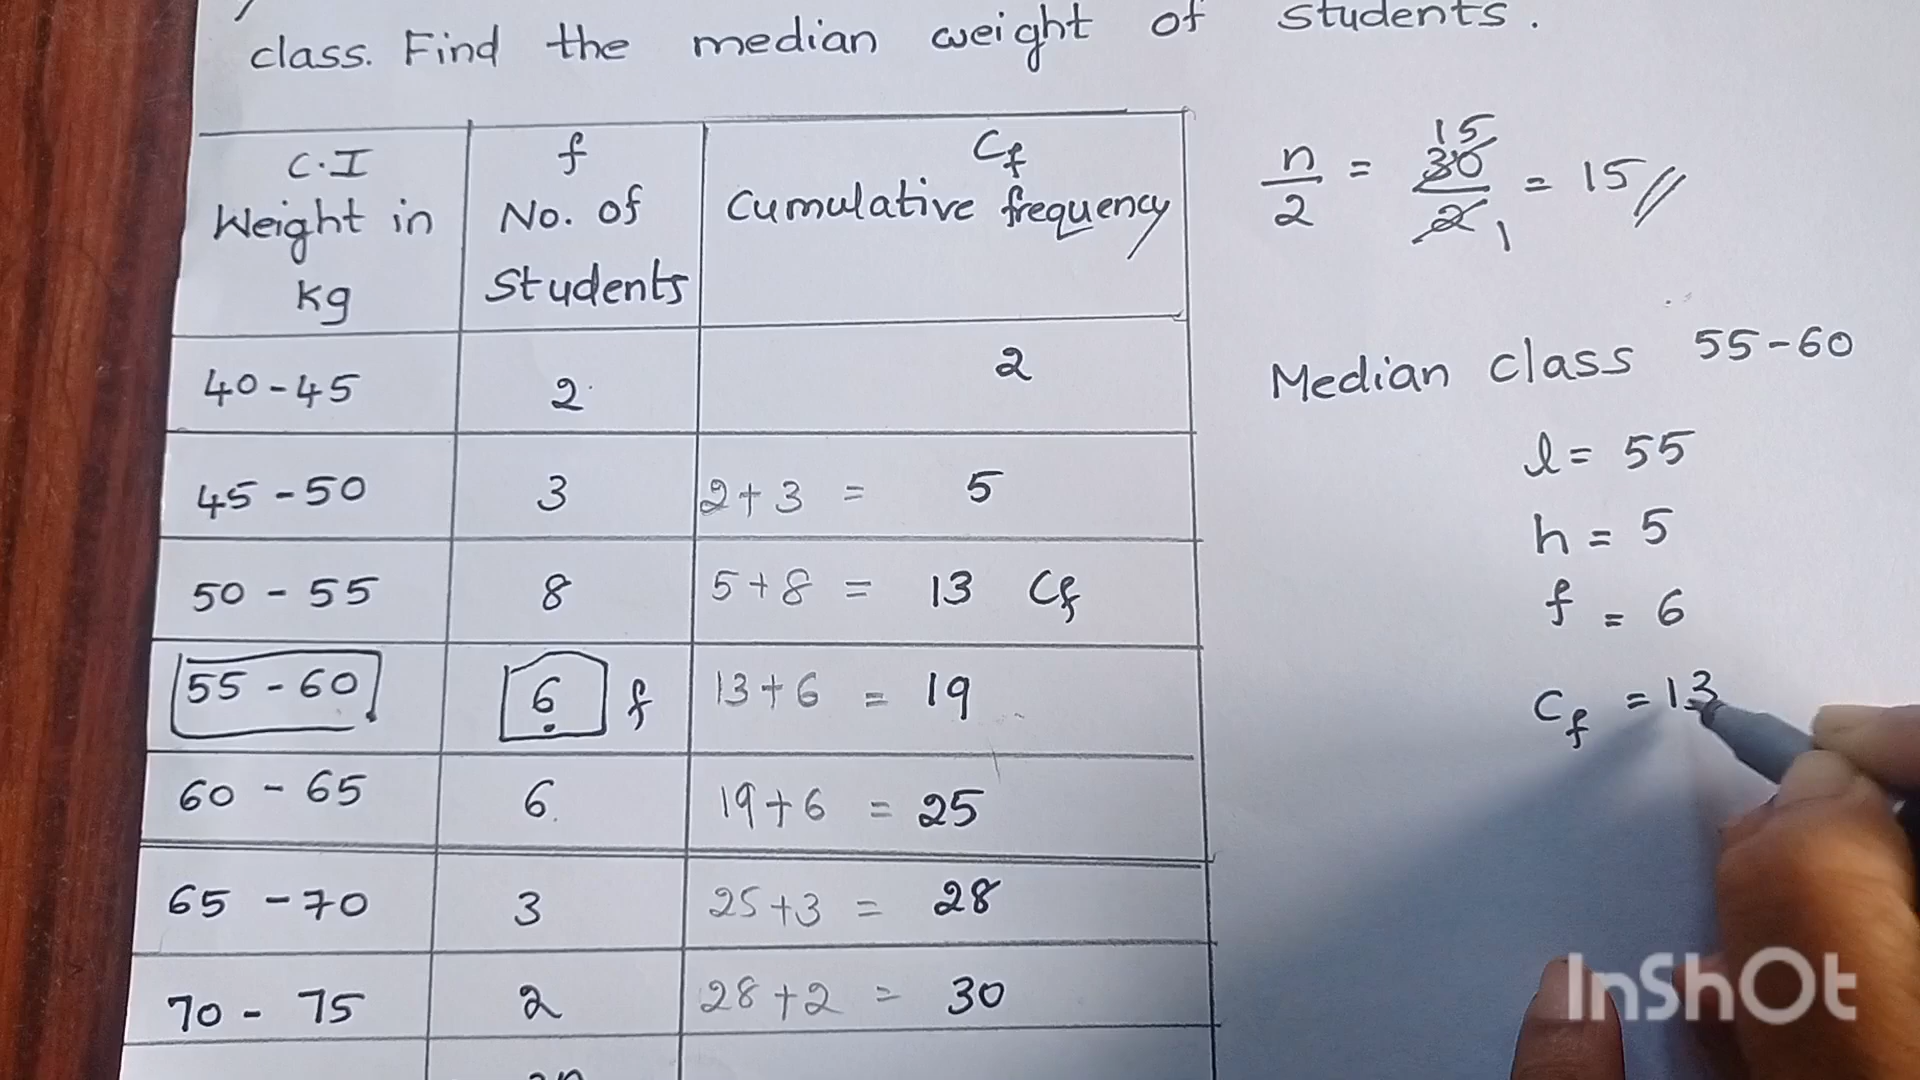 class. Find the median weight of students.
C.I
Weight in
kg
f
No. of
Students
Cf
Cumulative frequency
40-45 2 2
45-50 3 2+3 = 5
50-55 8 5+8 = 13 Cf
55-60 6 f 13+6 = 19
60-65 6 19+6 = 25
65-70 3 25+3 = 28
70-75 2 28+2 = 30
n/2 = 30/2 = 15
15
1
Median class 55-60
l = 55
h = 5
f = 6
Cf = 13
InShOt